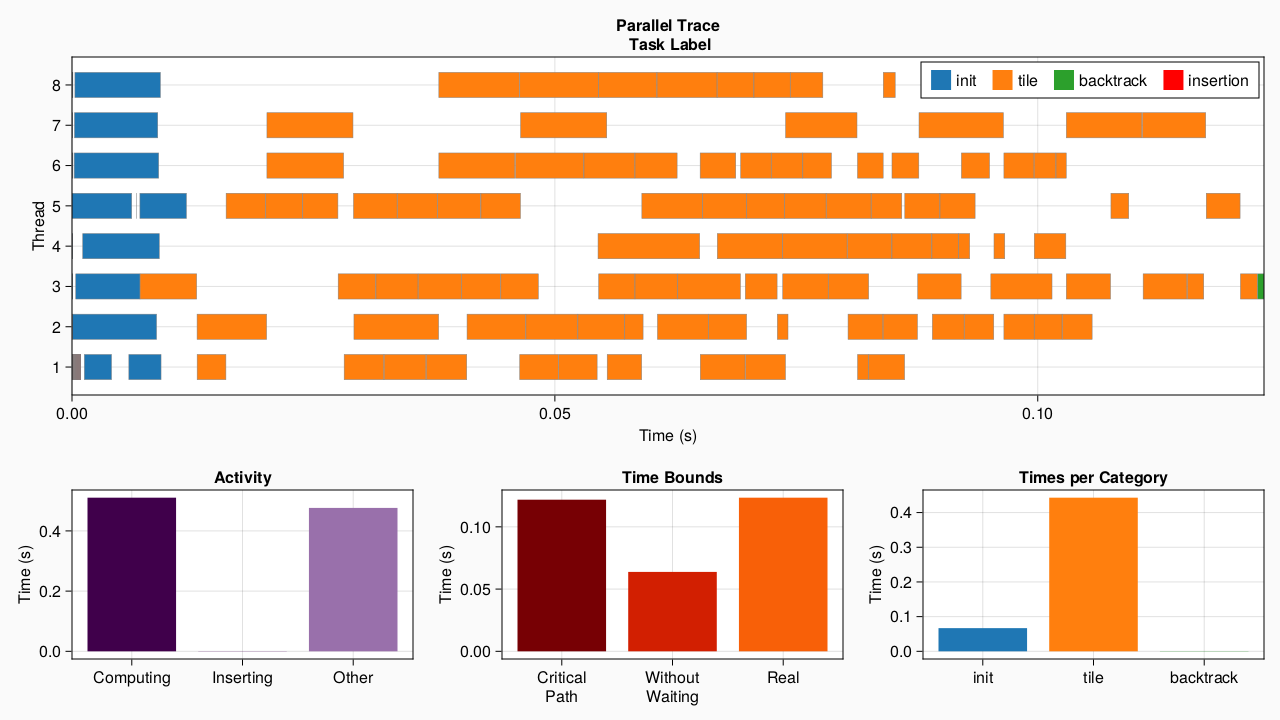 Parallel Trace
Task Label
init tile backtrack insertion
Thread
8
7
6
5
4
3
2
1
0.00 0.05 0.10
Time (s)
Activity
Time (s)
0.4
0.2
0.0
Computing Inserting Other
Time Bounds
Time (s)
0.10
0.05
0.00
Critical Path Without Waiting Real
Times per Category
Time (s)
0.4
0.3
0.2
0.1
0.0
init tile backtrack